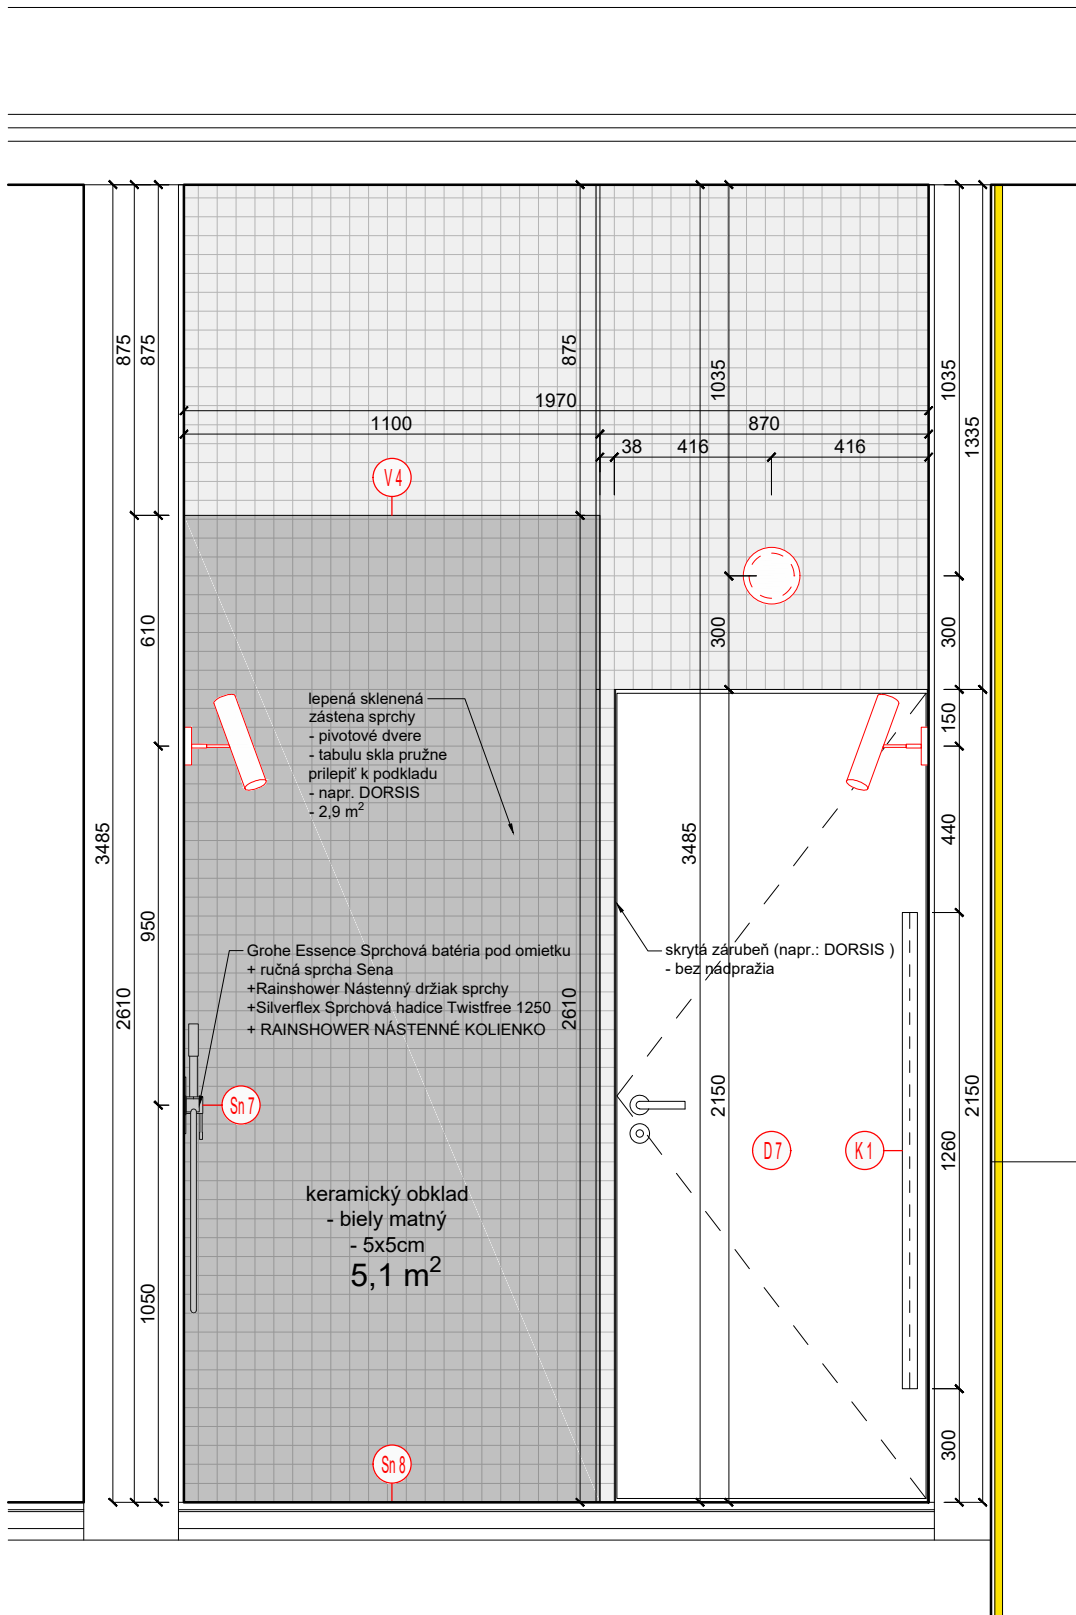 875
875
875
1035
1035
1335
1970
1100
870
38
416
416
V4
610
300
300
150
lepená sklenená
zástena sprchy
- pivotové dvere
- tabulu skla pružne
prilepiť k podkladu
- napr. DORSIS
- 2,9 m²
3485
3485
440
950
Grohe Essence Sprchová batéria pod omietku
+ ručná sprcha Sena
+Rainshower Nástenný držiak sprchy
+Silverflex Sprchová hadice Twistfree 1250
+ RAINSHOWER NÁSTENNÉ KOLIENKO
skrytá zárubeň (napr.: DORSIS )
- bez nadpražia
2610
2610
Sn7
2150
2150
D7
K1
1260
keramický obklad
- biely matný
- 5x5cm
5,1 m²
1050
300
Sn8